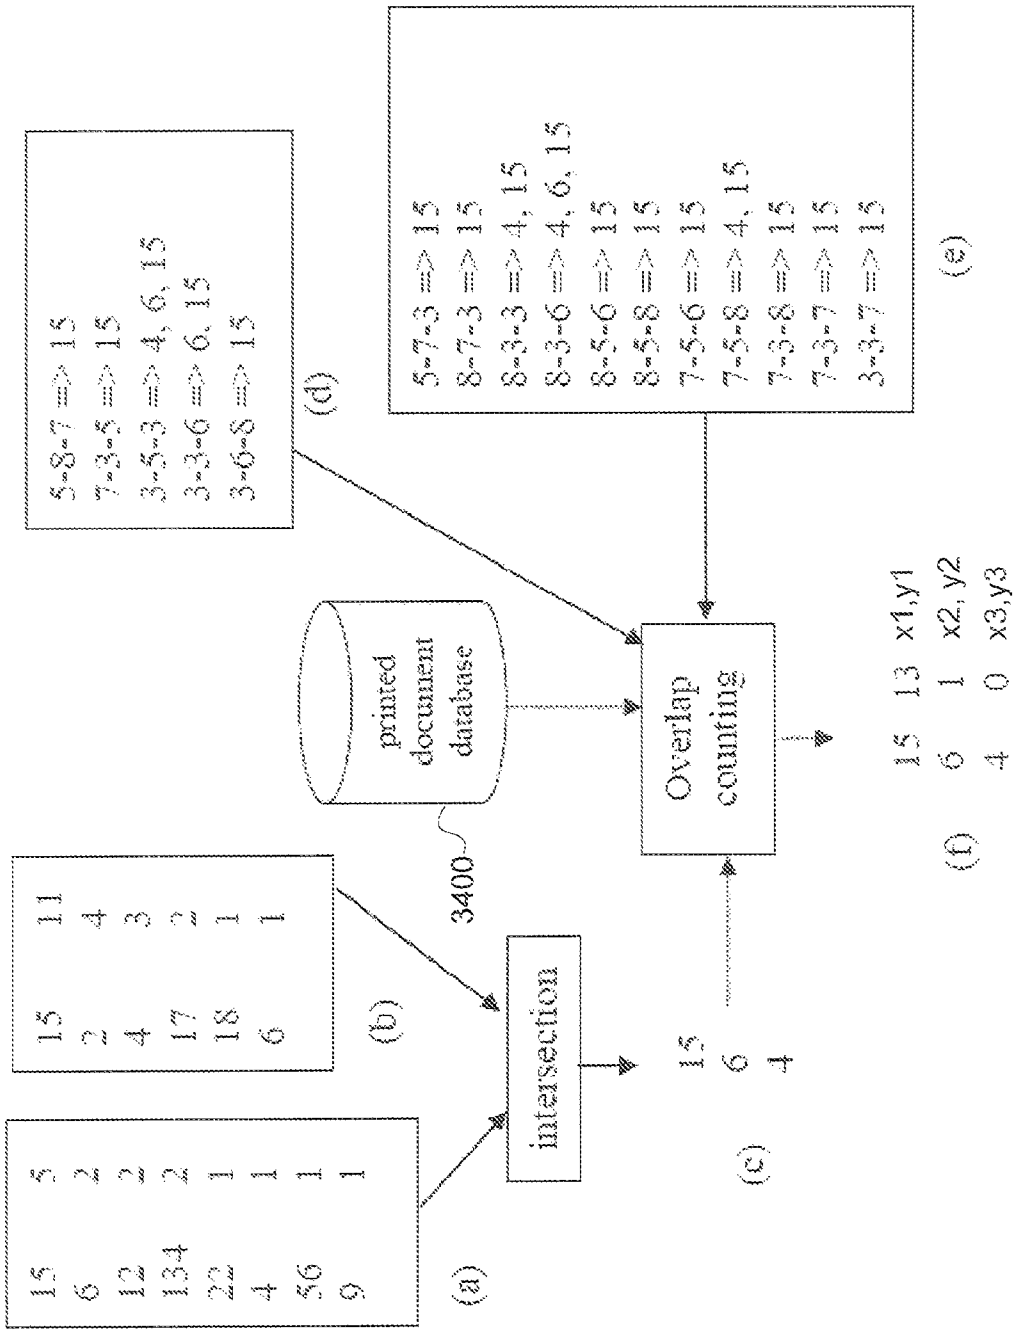 15 5
6 2
12 2
134 2
22 1
4 1
56 1
9 1
(a)
15 11
2 4
4 3
17 2
18 1
6 1
(b)
intersection
15
6
4
(c)
3400
printed
document
database
5-8-7 => 15
7-3-5 => 15
3-5-3 => 4, 6, 15
3-3-6 => 6, 15
3-6-8 => 15
(d)
5-7-3 => 15
8-7-3 => 15
8-3-3 => 4, 15
8-3-6 => 4, 6, 15
8-5-6 => 15
8-5-8 => 15
7-5-6 => 15
7-5-8 => 4, 15
7-3-8 => 15
7-3-7 => 15
3-3-7 => 15
(e)
Overlap
counting
15 13 x1,y1
6 1 x2, y2
4 0 x3,y3
(f)